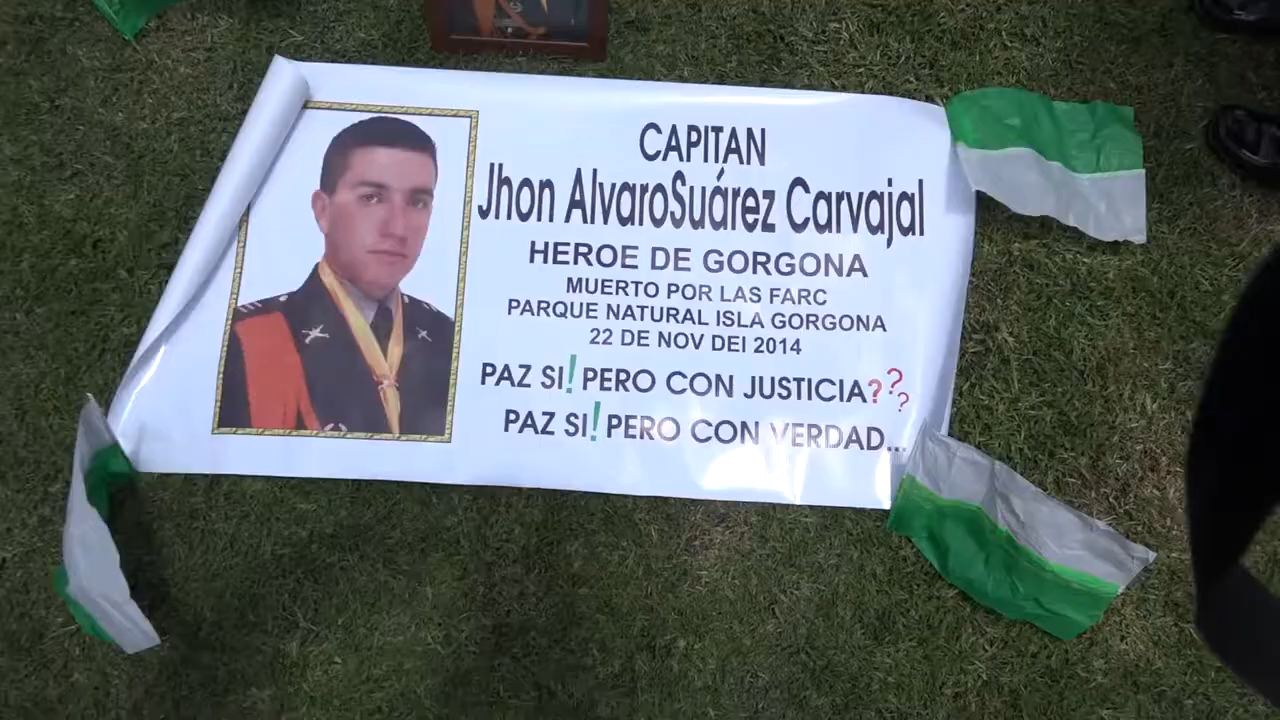 CAPITAN
Jhon AlvaroSuárez Carvajal
HEROE DE GORGONA
MUERTO POR LAS FARC
PARQUE NATURAL ISLA GORGONA
22 DE NOV DEl 2014
PAZ SI! PERO CON JUSTICIA???
PAZ SI! PERO CON VERDAD...